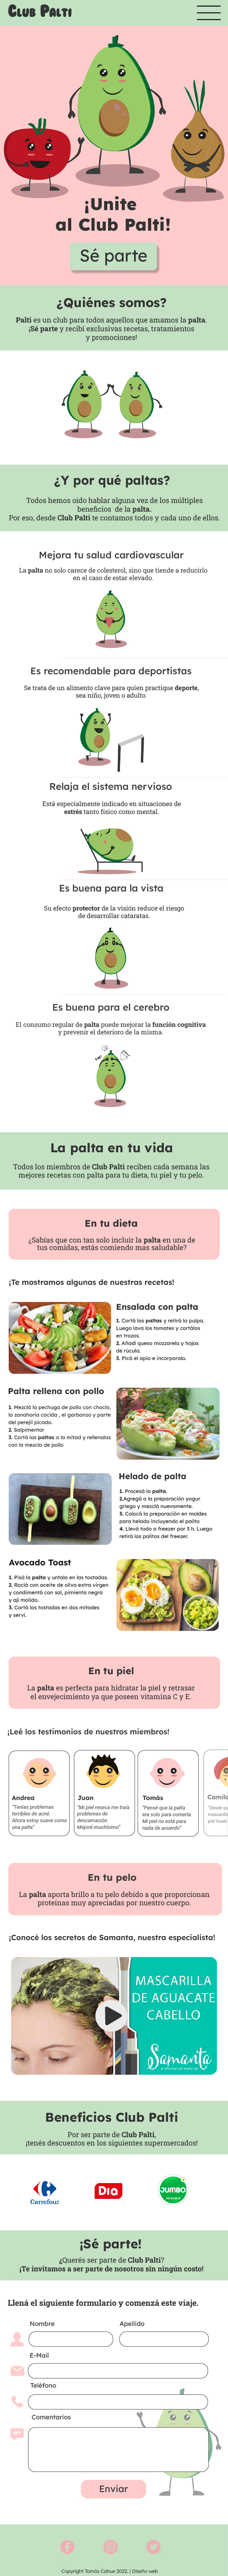 Club Palti
¡Unite
al Club Palti!
Sé parte
¿Quiénes somos?
Palti es un club para todos aquellos que amamos la palta.
¡Sé parte y recibí exclusivas recetas, tratamientos
y promociones!
¿Y por qué paltas?
Todos hemos oído hablar alguna vez de los múltiples
beneficios de la palta.
Por eso, desde Club Palti te contamos todos y cada uno de ellos.
Mejora tu salud cardiovascular
La palta no solo carece de colesterol, sino que tiende a reducirlo
en el caso de estar elevado.
Es recomendable para deportistas
Se trata de un alimento clave para quien practique deporte,
sea niño, joven o adulto.
Relaja el sistema nervioso
Está especialmente indicado en situaciones de
estrés tanto físico como mental.
Es buena para la vista
Su efecto protector de la visión reduce el riesgo
de desarrollar cataratas.
Es buena para el cerebro
El consumo regular de palta puede mejorar la función cognitiva
y prevenir el deterioro de la misma.
La palta en tu vida
Todos los miembros de Club Palti reciben cada semana las
mejores recetas con palta para tu dieta, tu piel y tu pelo.
En tu dieta
¿Sabías que con tan solo incluir la palta en una de
tus comidas, estás comiendo mas saludable?
¡Te mostramos algunas de nuestras recetas!
Ensalada con palta
1. Cortá las paltas y retirá la pulpa.
Luego lava los tomates y cortalos
en trozos.
2. Añadí queso mozzarela y hojas
de rúcula.
3. Picá el apio e incorporalo.
Palta rellena con pollo
1. Mezclá la pechuga de pollo con choclo,
la zanahoria cocida , el garbanzo y parte
del perejil picado.
2. Salpimentar
3. Cortá las paltas a la mitad y rellenalas
con la mezcla de pollo
Helado de palta
1. Procesá la palta.
2.Agregá a la preparación yogur
griego y mezclá nuevamente.
3. Colocá la preparación en moldes
para helado incluyendo el palito
4. Llevá todo a freezer por 3 h. Luego
retirá los palitos del freezer.
Avocado Toast
1. Pisá la palta y untala en las tostadas.
2. Rociá con aceite de oliva extra virgen
y condimentá con sal, pimienta negra
y ají molido.
3. Cortá las tostadas en dos mitades
y serví.
En tu piel
La palta es perfecta para hidratar la piel y retrasar
el envejecimiento ya que poseen vitamina C y E.
¡Leé los testimonios de nuestros miembros!
Andrea
"Tenías problemas
terribles de acné.
Ahora estoy suave como
una palta"
Juan
"Mi piel reseca me traía
problemas de
descamación.
Mejoré muchísimo"
Tomás
"Pensé que la palta
era solo para comerla.
Mi piel no esté para
nada de acuerdo"
En tu pelo
La palta aporta brillo a tu pelo debido a que proporcionan
proteínas muy apreciadas por nuestro cuerpo.
¡Conocé los secretos de Samanta, nuestra especialista!
MASCARILLA
DE AGUACATE
CABELLO
Samanta
Beneficios Club Palti
Por ser parte de Club Palti,
¡tenés descuentos en los siguientes supermercados!
Carrefour
Dia
JUMBO
¡Sé parte!
¿Querés ser parte de Club Palti?
¡Te invitamos a ser parte de nosotros sin ningún costo!
Llená el siguiente formulario y comenzá este viaje.
Nombre
Apellido
E-Mail
Teléfono
Comentarios
Enviar
Copyright Tomás Cahue 2022. | Diseño web